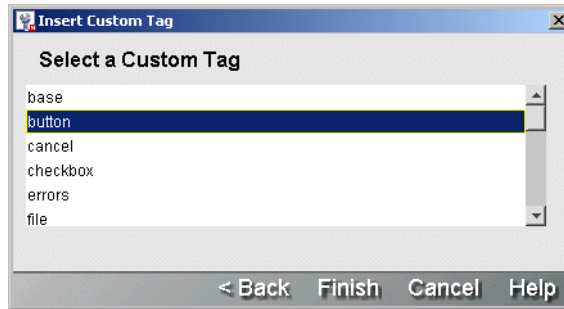 Insert Custom Tag
Select a Custom Tag
base
button
cancel
checkbox
errors
file
< Back Finish Cancel Help